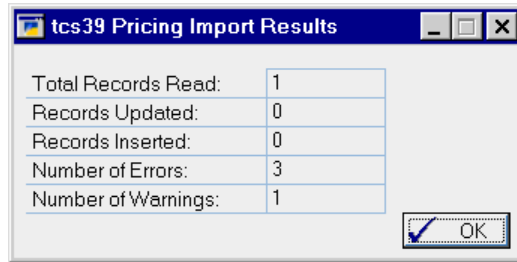 tcs39 Pricing Import Results
Total Records Read: 1
Records Updated: 0
Records Inserted: 0
Number of Errors: 3
Number of Warnings: 1
OK